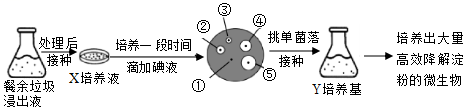 处理后
接种
餐余垃圾
浸出液
X培养液
培养一段时间
滴加碘液
①
②
③
④
⑤
挑单菌落
接种
Y培养基
培养出大量
高效降解淀
粉的微生物